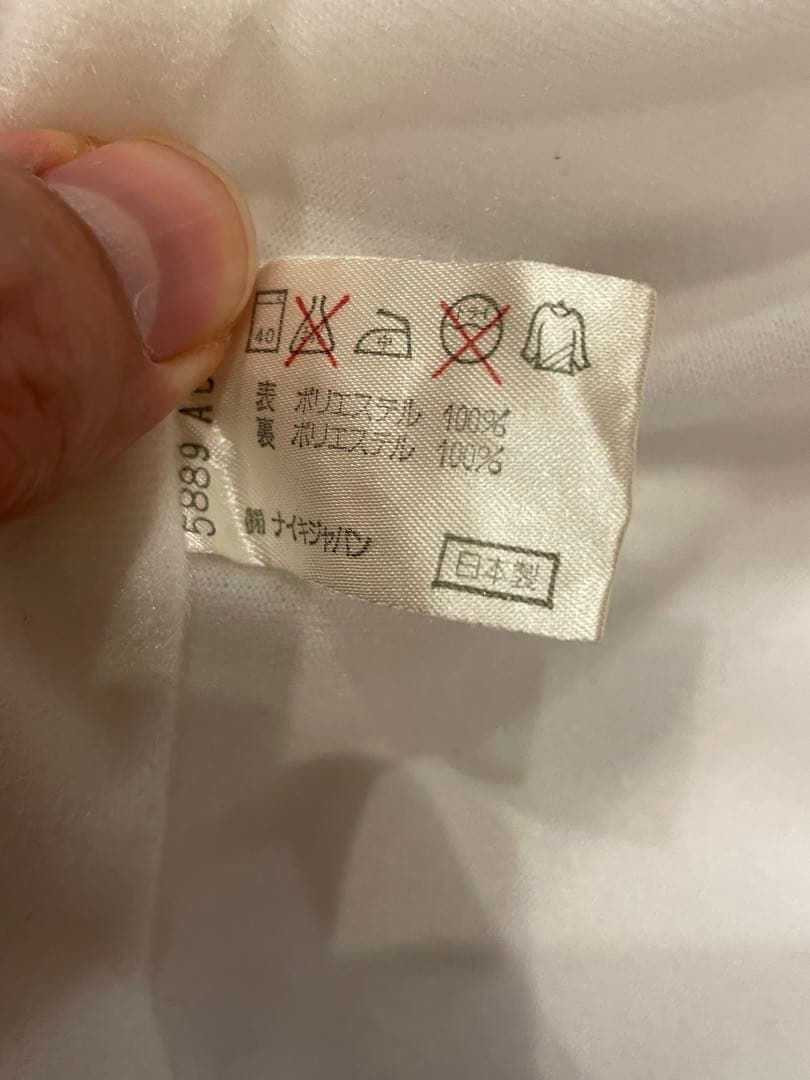 40
中
表 ポリエステル 100%
裏 ポリエステル 100%
㈱ ナイキジャパン
日本製
5889 A